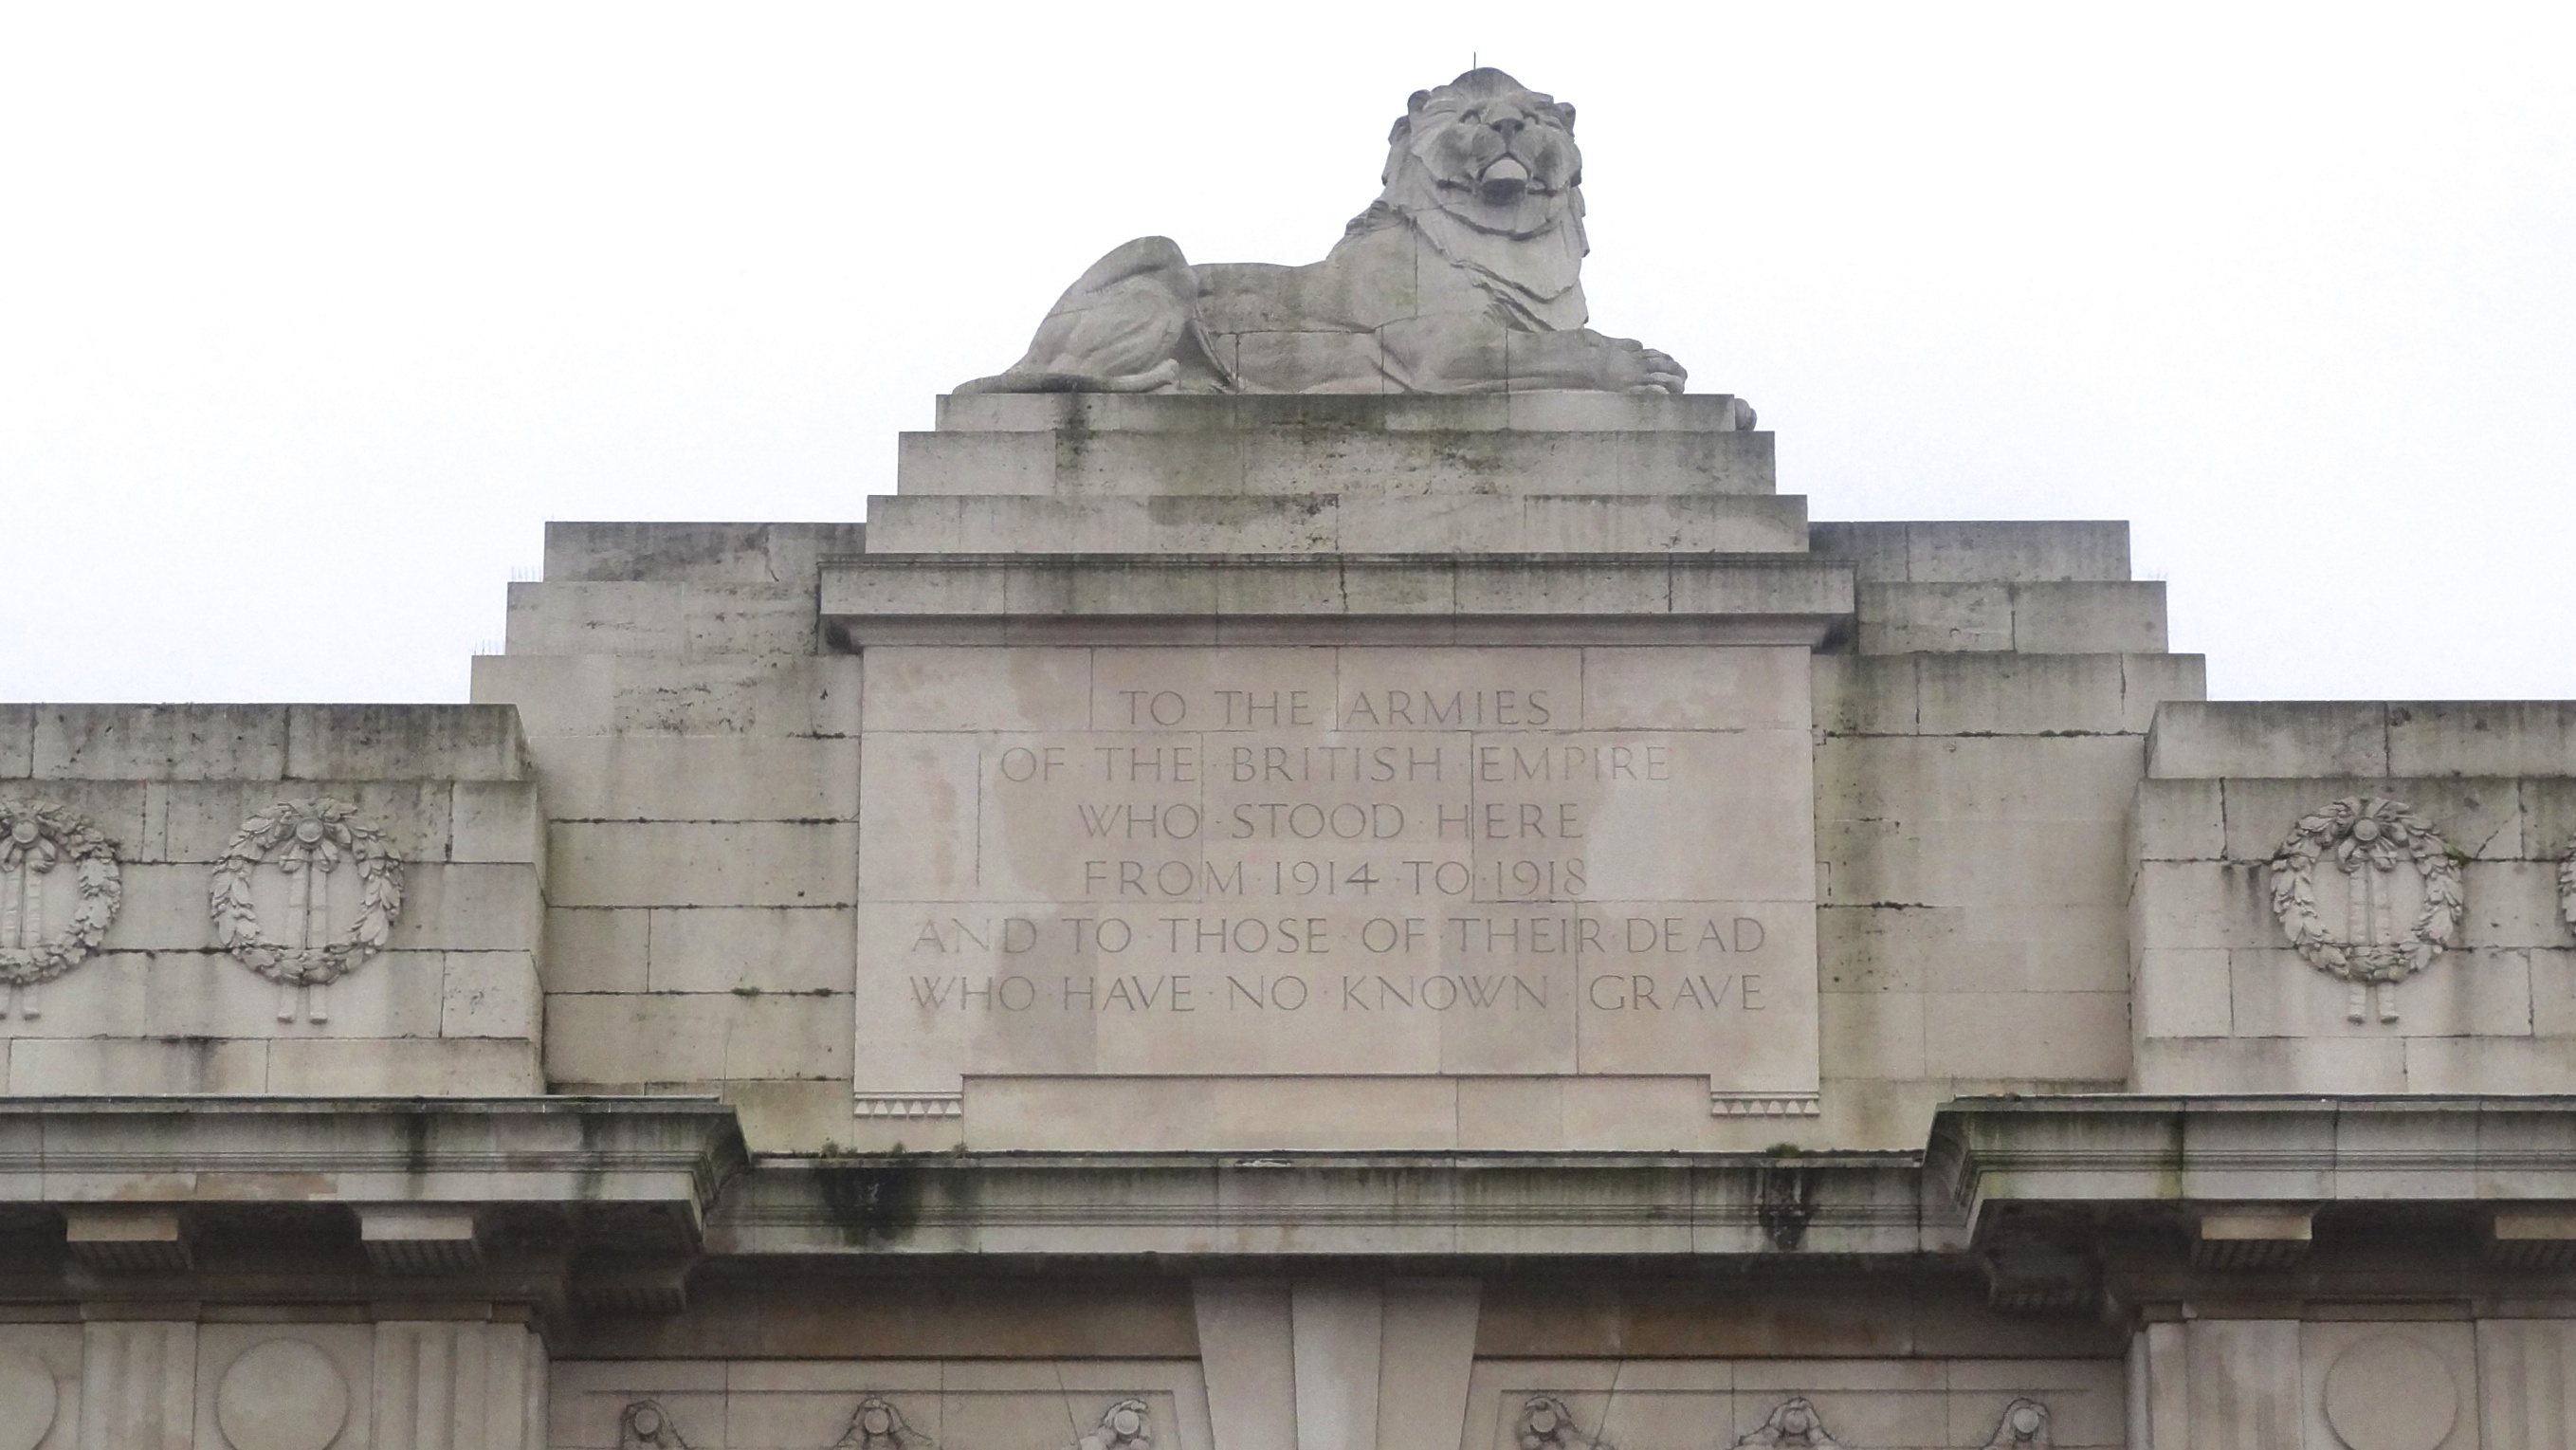 TO THE ARMIES
OF · THE · BRITISH · EMPIRE
WHO · STOOD · HERE
FROM · 1914 · TO · 1918
AND TO · THOSE · OF · THEIR · DEAD
WHO · HAVE · NO · KNOWN · GRAVE